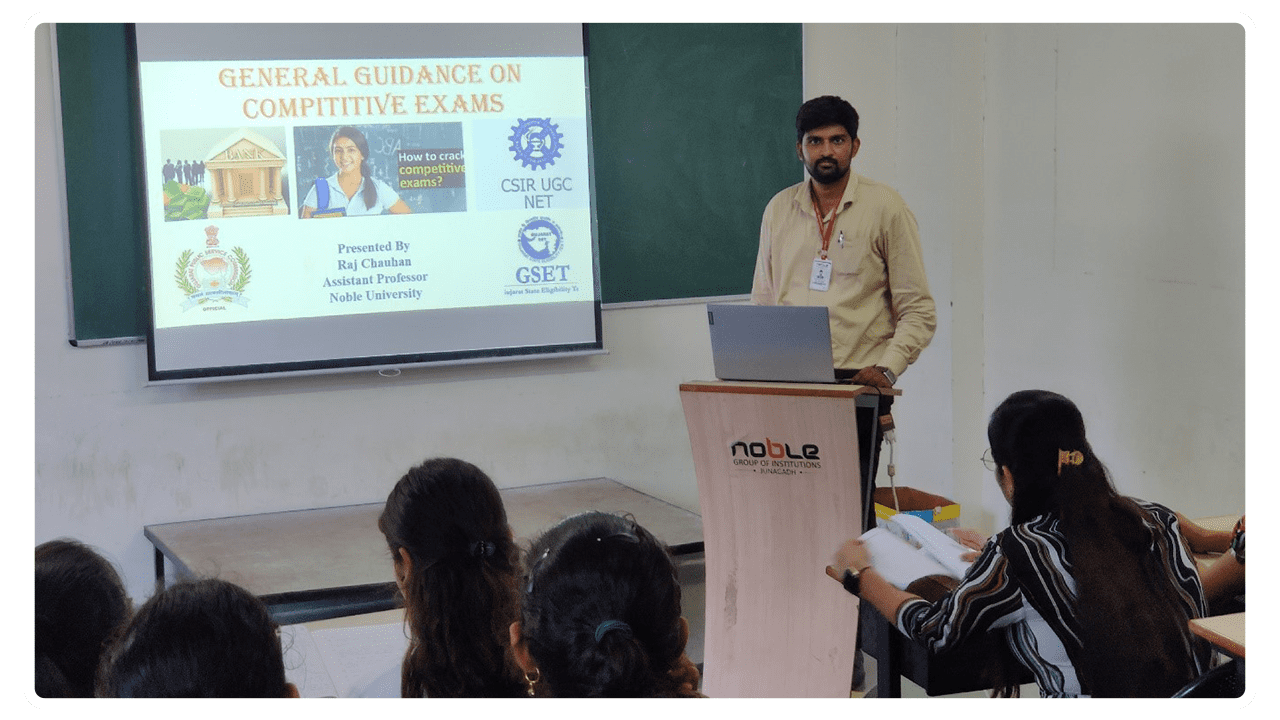 GENERAL GUIDANCE ON
COMPITITIVE EXAMS
BANK
How to crack
competitive
exams?
CSIR UGC
NET
Presented By
Raj Chauhan
Assistant Professor
Noble University
GSET
Gujarat State Eligibility Te
noble
GROUP OF INSTITUTIONS
• JUNAGADH •